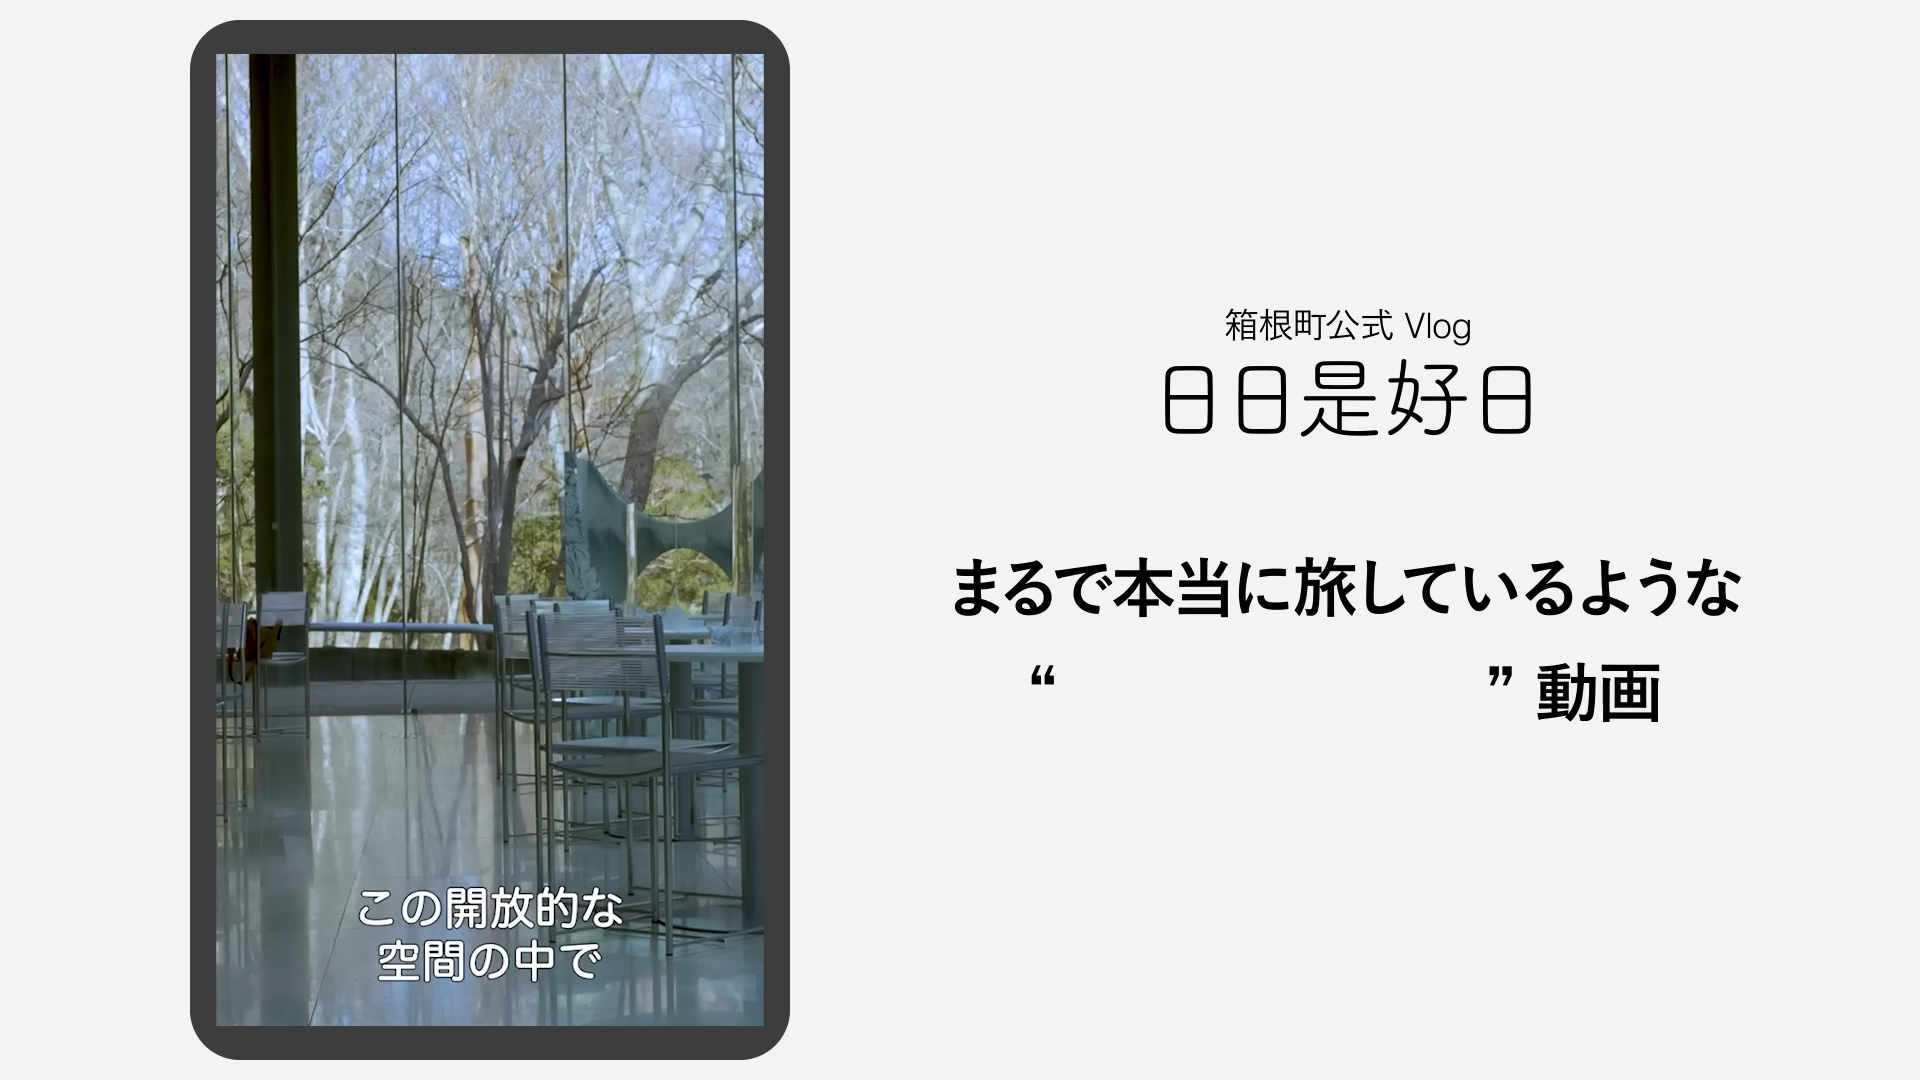 この開放的な
空間の中で
箱根町公式 Vlog
日日是好日
まるで本当に旅しているような
“ ” 動画